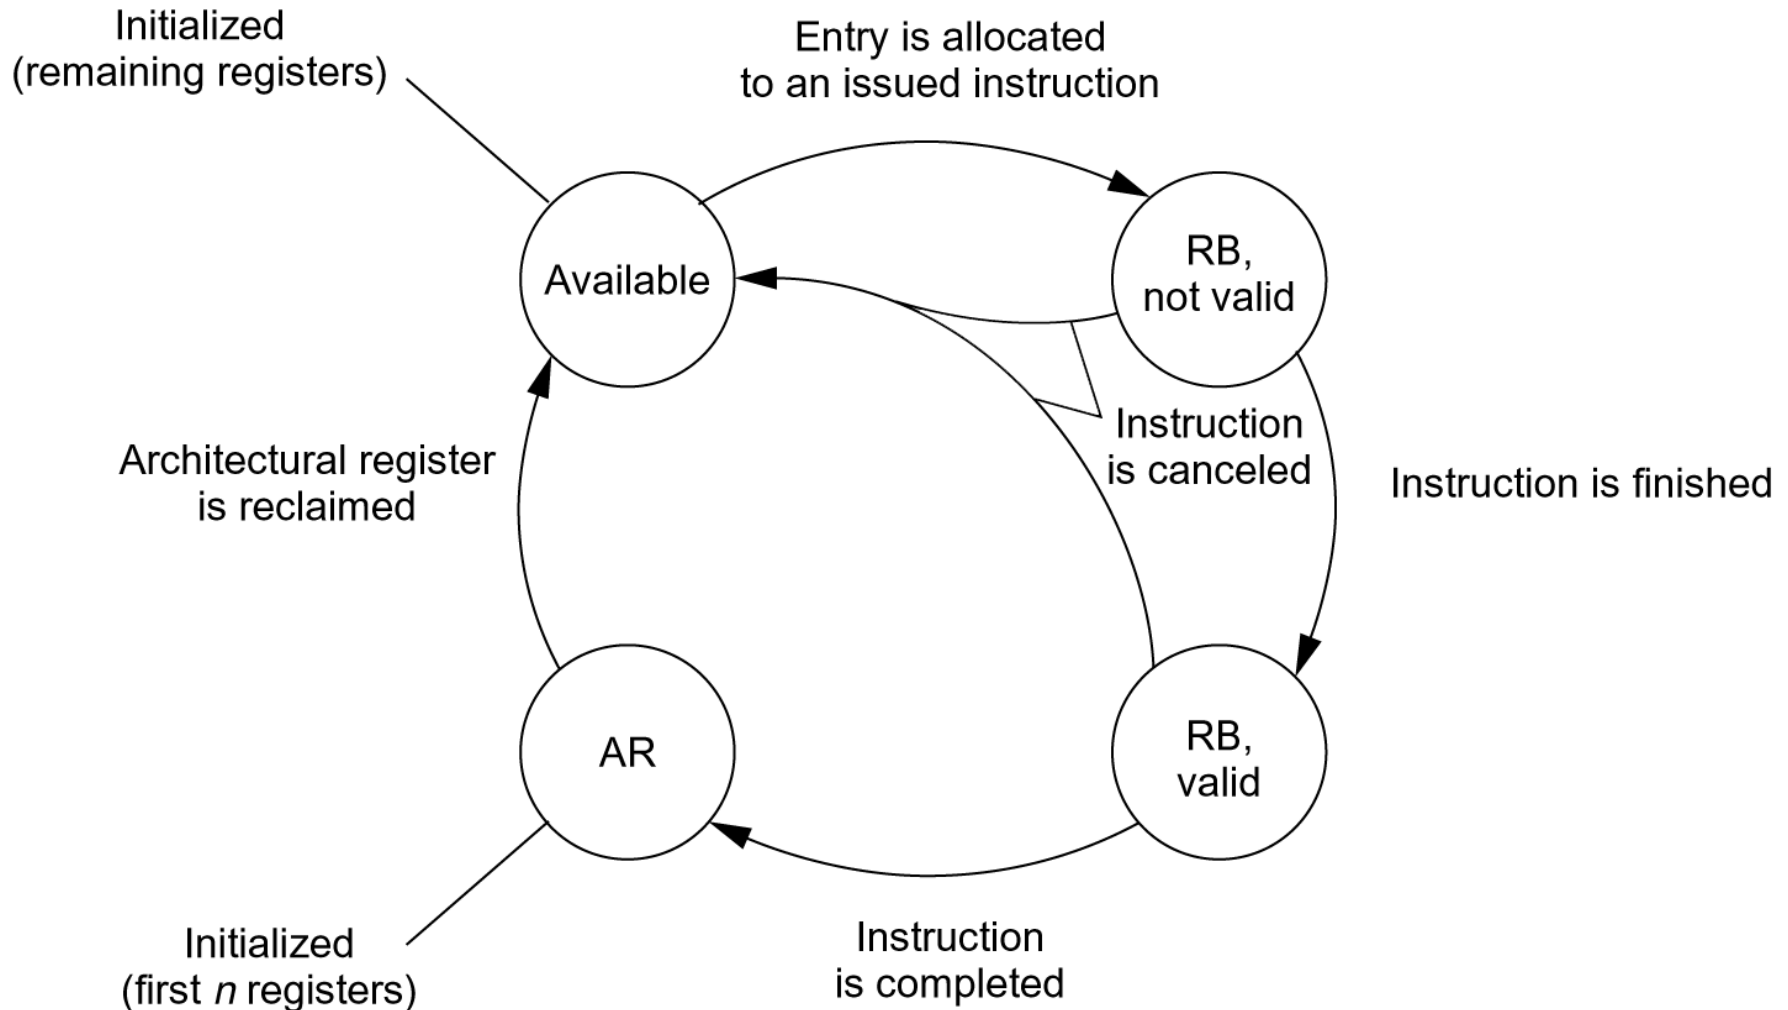 Initialized
(remaining registers)
Entry is allocated
to an issued instruction
Available
RB,
not valid
Instruction
is canceled
Architectural register
is reclaimed
Instruction is finished
AR
RB,
valid
Initialized
(first n registers)
Instruction
is completed